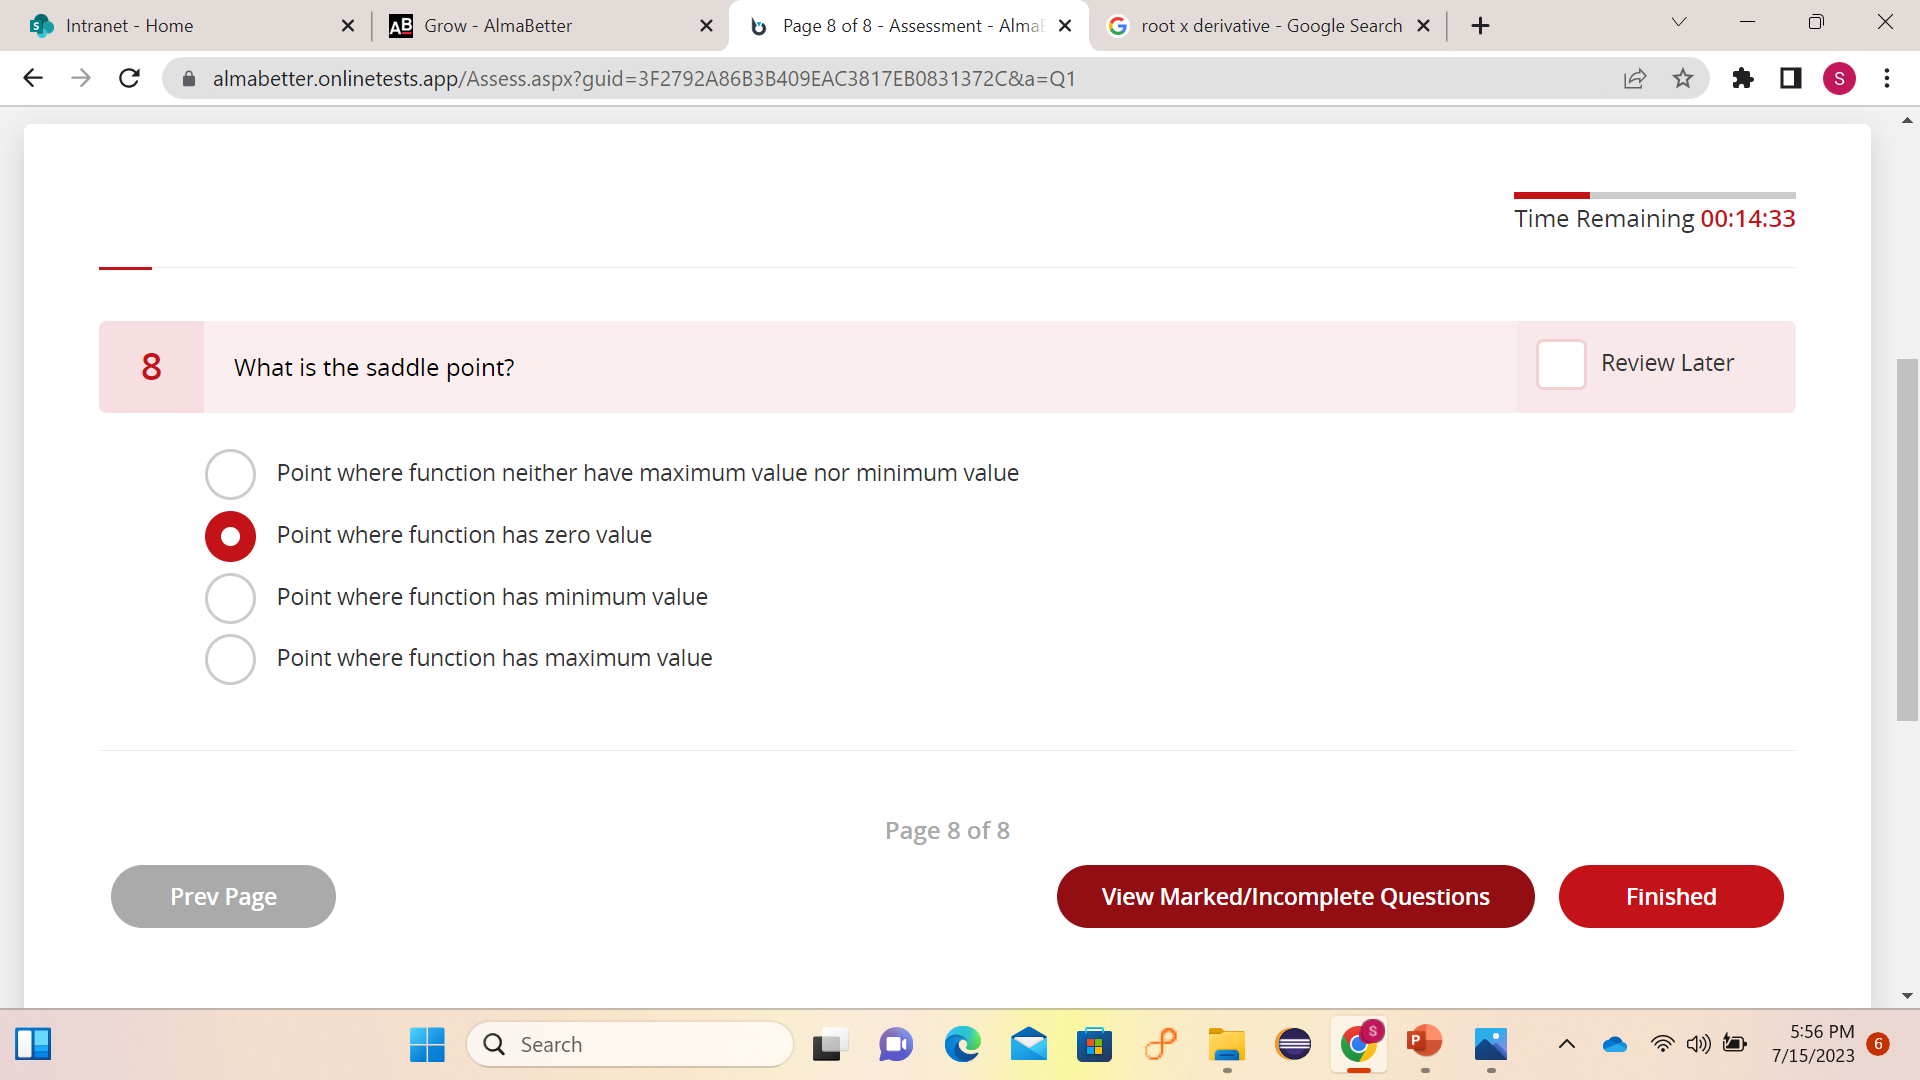 Intranet - Home
Grow - AlmaBetter
Page 8 of 8 - Assessment - Alma
root x derivative - Google Search
almabetter.onlinetests.app/Assess.aspx?guid=3F2792A86B3B409EAC3817EB0831372C&a=Q1
S
Time Remaining 00:14:33
8
What is the saddle point?
Review Later
Point where function neither have maximum value nor minimum value
Point where function has zero value
Point where function has minimum value
Point where function has maximum value
Page 8 of 8
Prev Page
View Marked/Incomplete Questions
Finished
Search
S
5:56 PM
7/15/2023
6